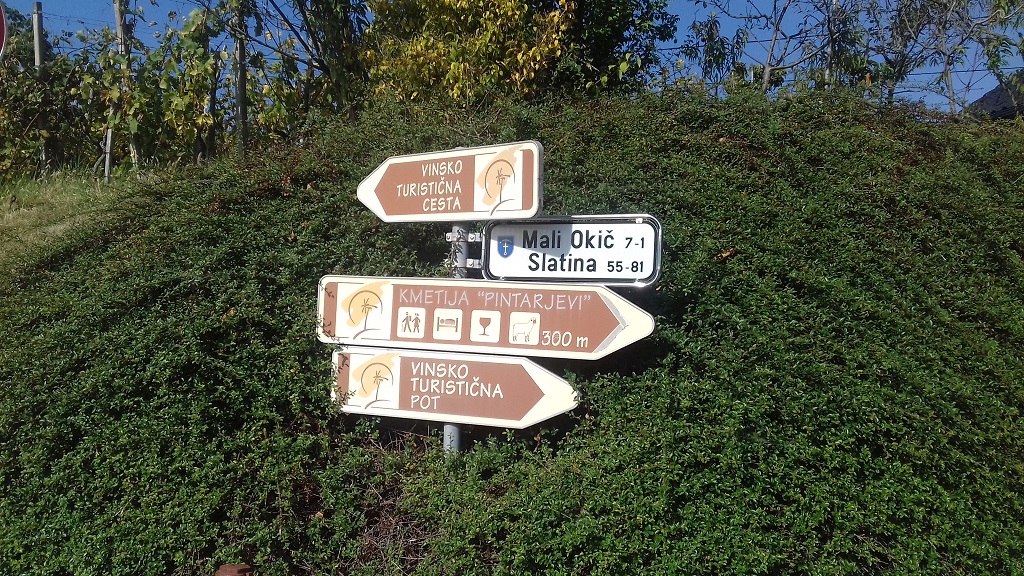 VINSKO
TURISTIČNA
CESTA
Mali Okič 7-1
Slatina 55-81
KMETIJA "PINTARJEVI"
300 m
VINSKO
TURISTIČNA
POT